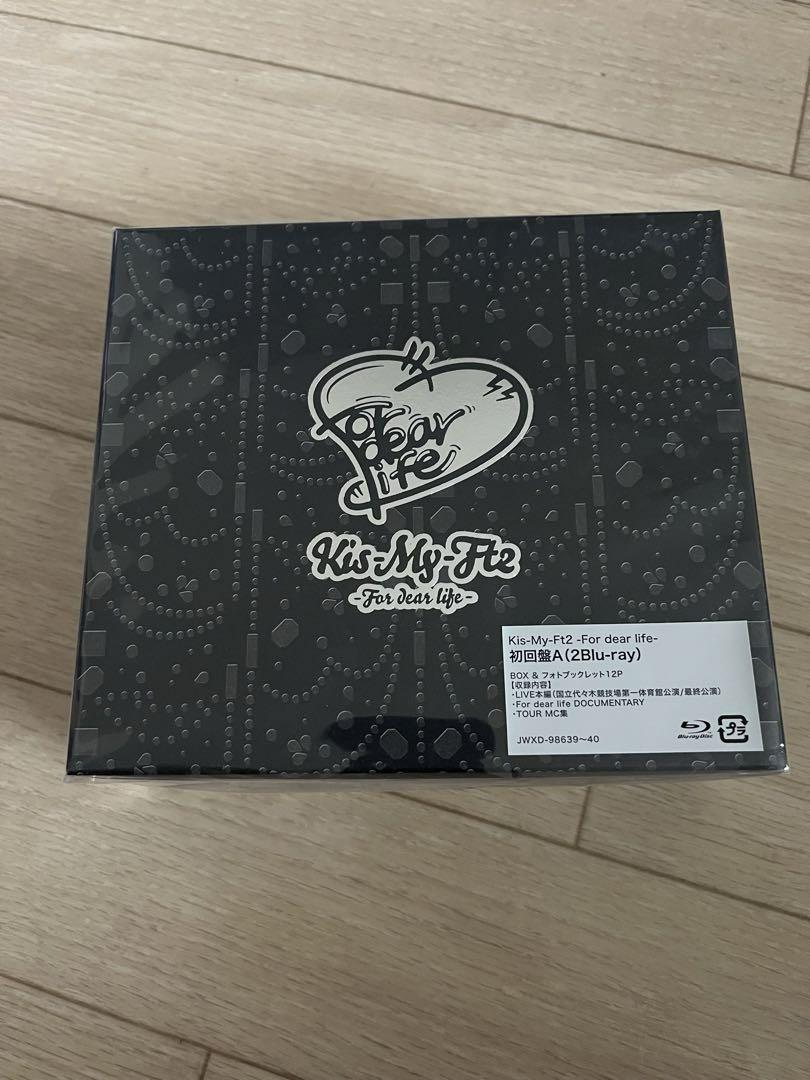 For
dear
life
Kis-My-Ft2
-For dear life-
Kis-My-Ft2 -For dear life-
初回盤A(2Blu-ray)
BOX & フォトブックレット12P
【収録内容】
・LIVE本編(国立代々木競技場第一体育館公演/最終公演)
・For dear life DOCUMENTARY
・TOUR MC集
JWXD-98639〜40
Blu-ray Disc
プラ